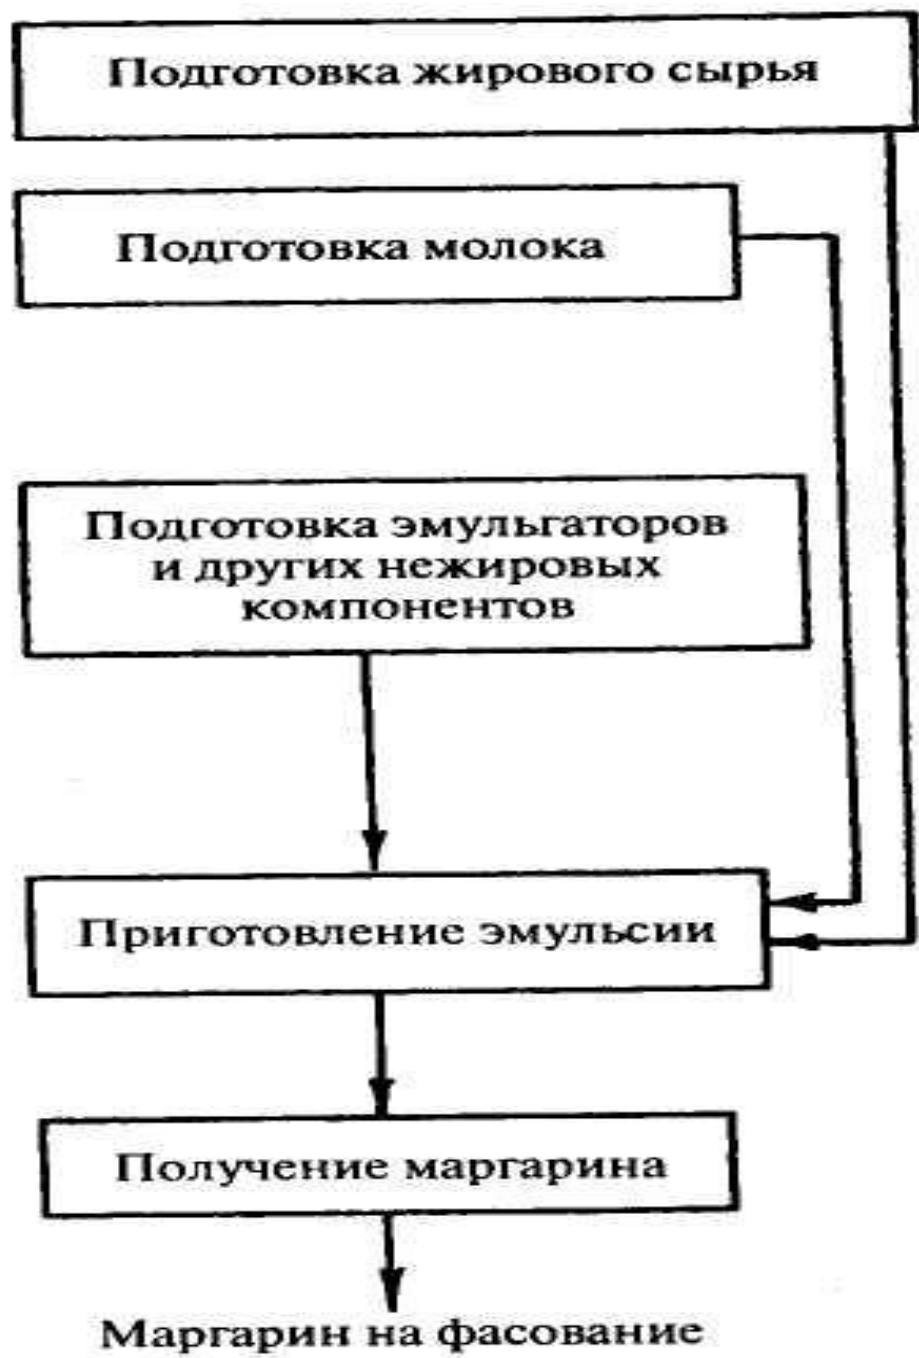 Подготовка жирового сырья
Подготовка молока
Подготовка эмульгаторов
и других нежировых
компонентов
Приготовление эмульсии
Получение маргарина
Маргарин на фасование